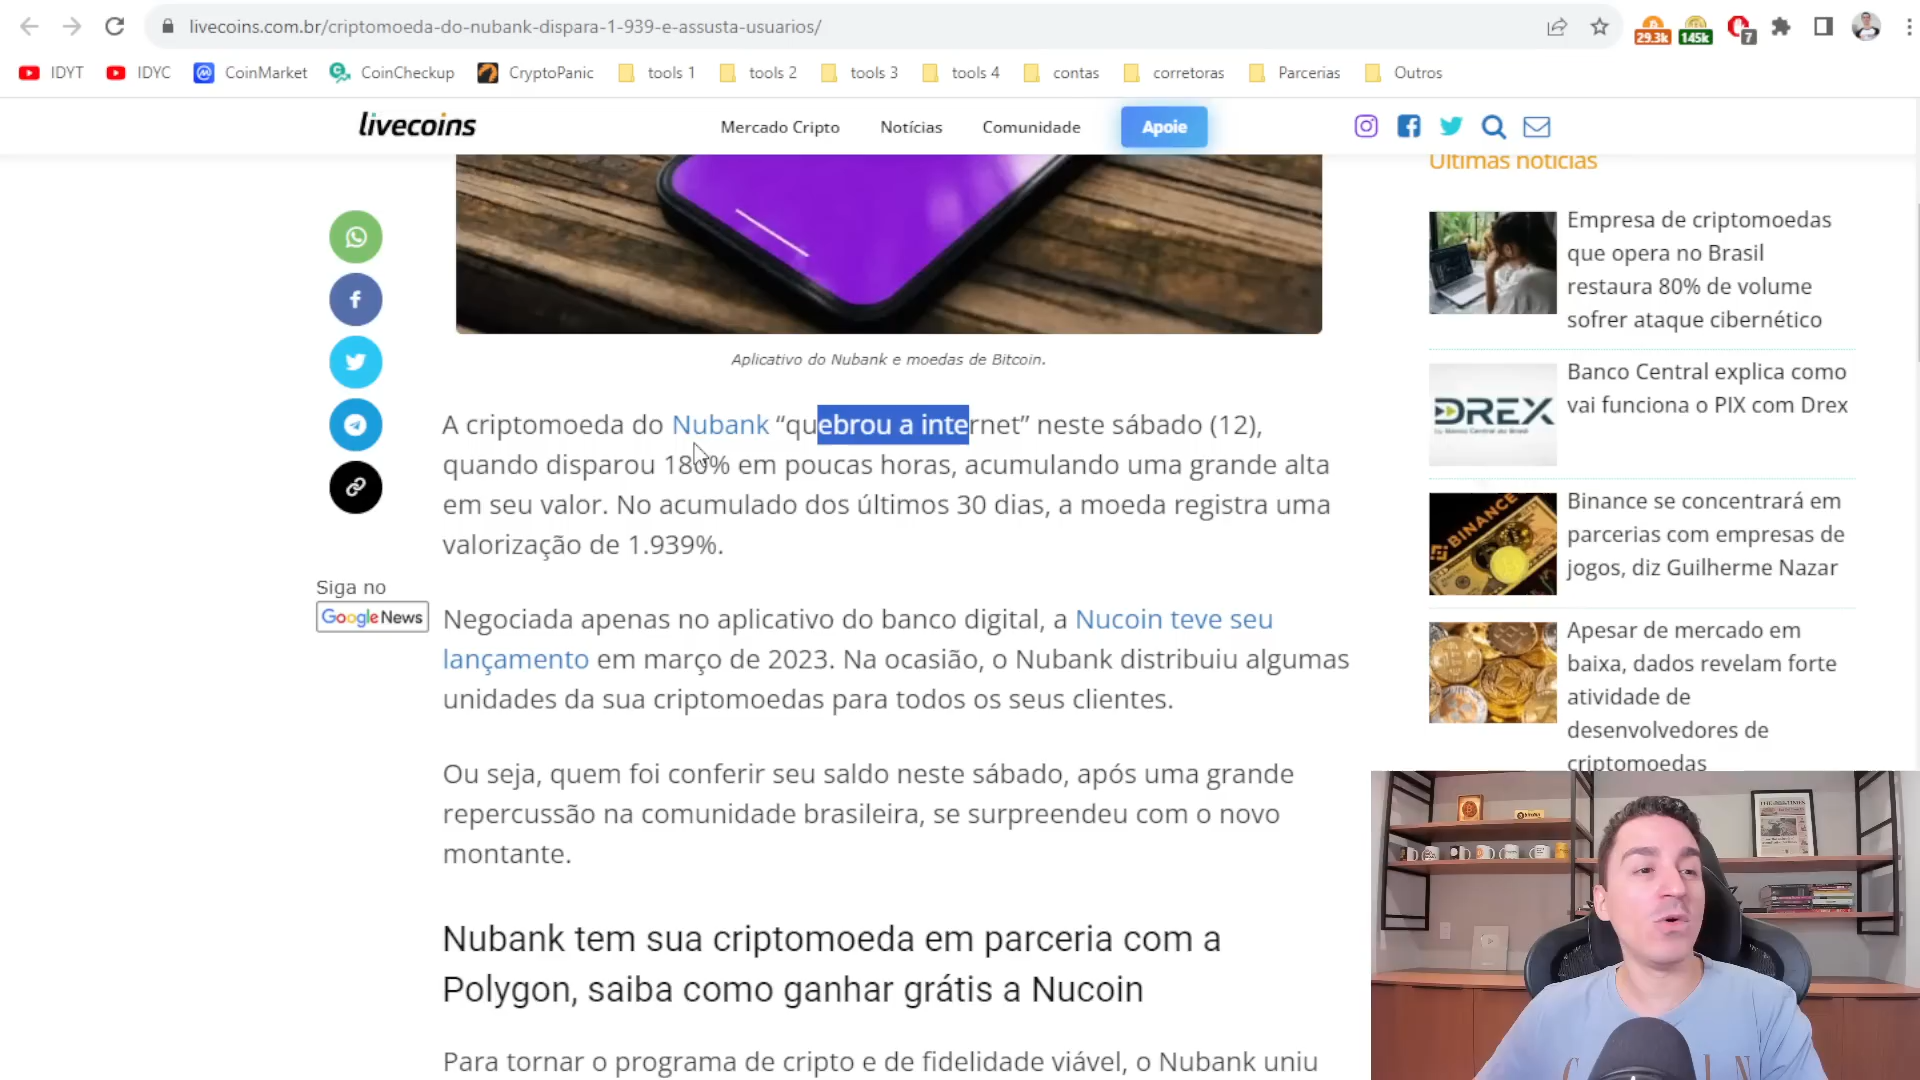 livecoins.com.br/criptomoeda-do-nubank-dispara-1-939-e-assusta-usuarios/
29.3k
145k
7
IDYT
IDYC
CoinMarket
CoinCheckup
CryptoPanic
tools 1
tools 2
tools 3
tools 4
contas
corretoras
Parcerias
Outros
livecoins
Mercado Cripto
Notícias
Comunidade
Apoie
Aplicativo do Nubank e moedas de Bitcoin.
A criptomoeda do Nubank “quebrou a internet” neste sábado (12),
quando disparou 180% em poucas horas, acumulando uma grande alta
em seu valor. No acumulado dos últimos 30 dias, a moeda registra uma
valorização de 1.939%.
Siga no
Google News
Negociada apenas no aplicativo do banco digital, a Nucoin teve seu
lançamento em março de 2023. Na ocasião, o Nubank distribuiu algumas
unidades da sua criptomoedas para todos os seus clientes.
Ou seja, quem foi conferir seu saldo neste sábado, após uma grande
repercussão na comunidade brasileira, se surpreendeu com o novo
montante.
Nubank tem sua criptomoeda em parceria com a
Polygon, saiba como ganhar grátis a Nucoin
Para tornar o programa de cripto e de fidelidade viável, o Nubank uniu
Últimas notícias
Empresa de criptomoedas
que opera no Brasil
restaura 80% de volume
sofrer ataque cibernético
DREX
Banco Central explica como
vai funciona o PIX com Drex
BINANCE
Binance se concentrará em
parcerias com empresas de
jogos, diz Guilherme Nazar
Apesar de mercado em
baixa, dados revelam forte
atividade de
desenvolvedores de
criptomoedas